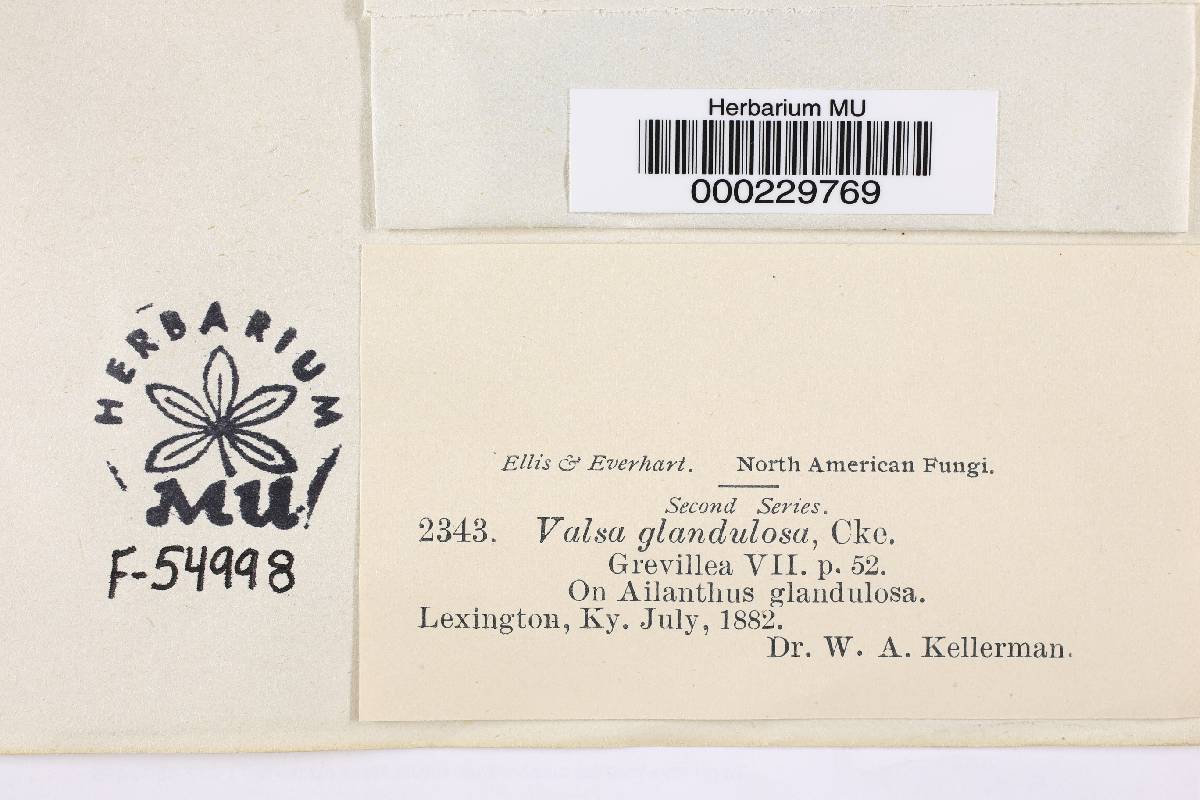 Herbarium MU
000229769
HERBARIUM
MU
F-54998
Ellis & Everhart. North American Fungi.
Second Series.
2343. Valsa glandulosa, Cke.
Grevillea VII. p. 52.
On Ailanthus glandulosa.
Lexington, Ky. July, 1882.
Dr. W. A. Kellerman.